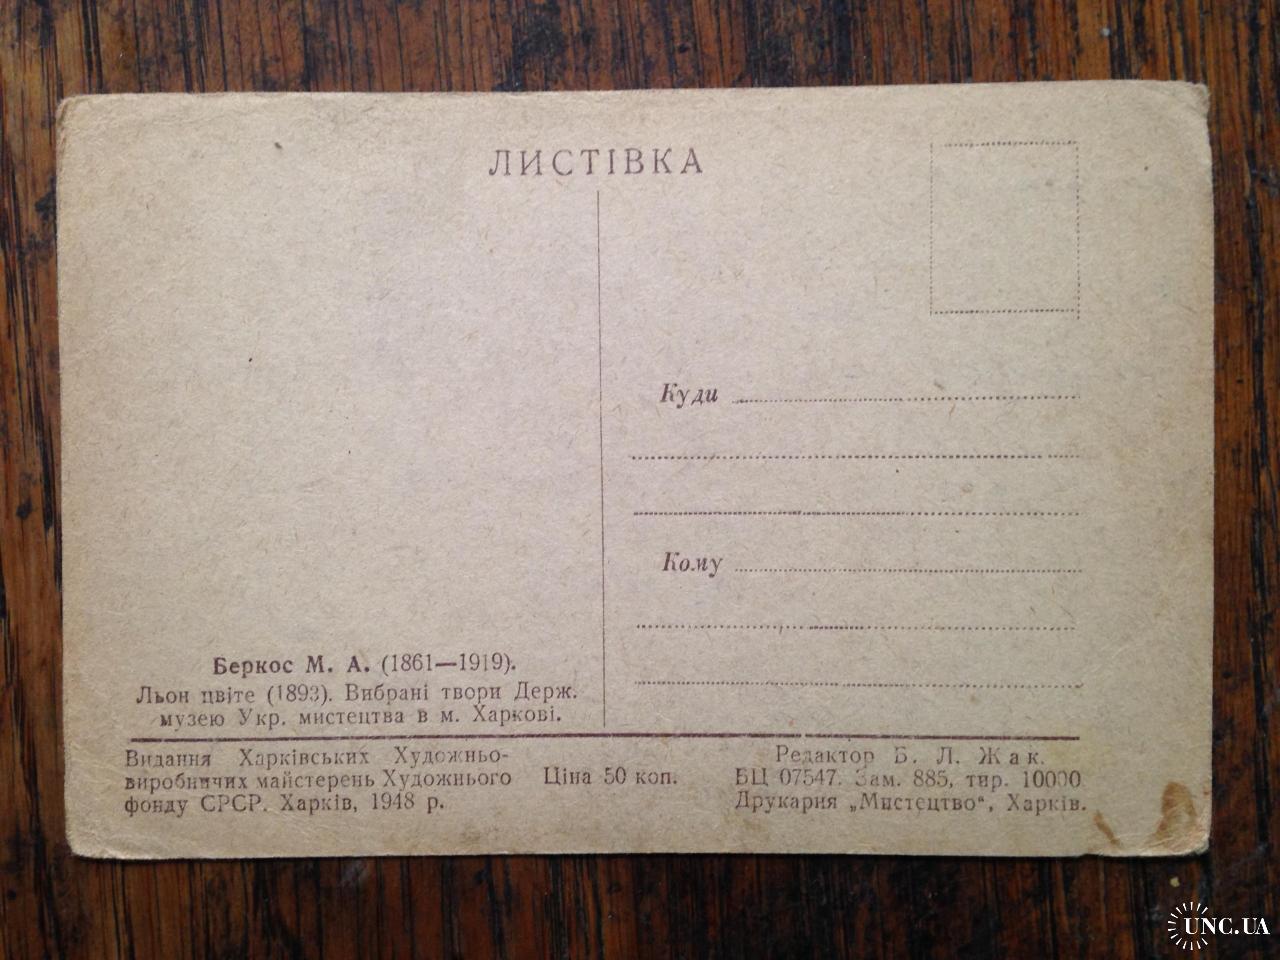 ЛИСТІВКА
Куди
Кому
Беркос М. А. (1861—1919).
Льон цвіте (1893). Вибрані твори Держ.
музею Укр. мистецтва в м. Харкові.
Видання Харківських Художньо-
виробничих майстерень Художнього
фонду СРСР. Харків, 1948 р.
Ціна 50 коп.
Редактор Б. Л. Жак.
БЦ 07547. Зам. 885, тир. 10000
Друкарня „Мистецтво“, Харків.
UNC.UA